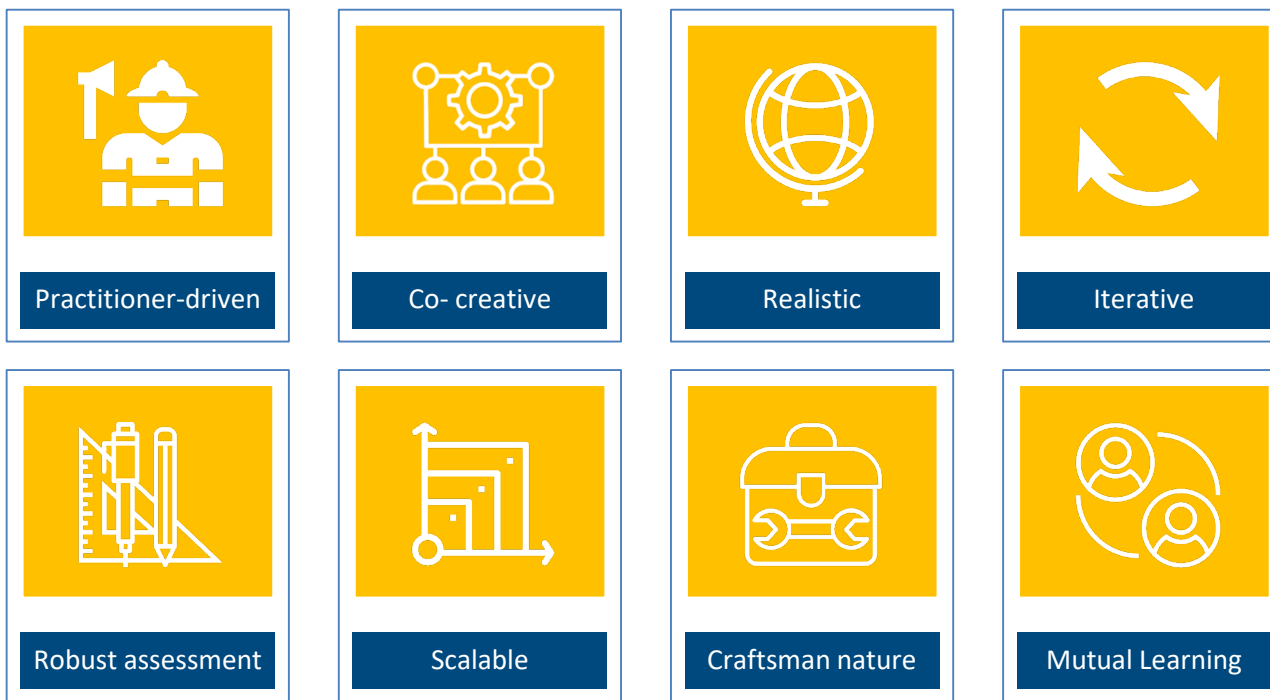 Practitioner-driven
Co- creative
Realistic
Iterative
Robust assessment
Scalable
Craftsman nature
Mutual Learning